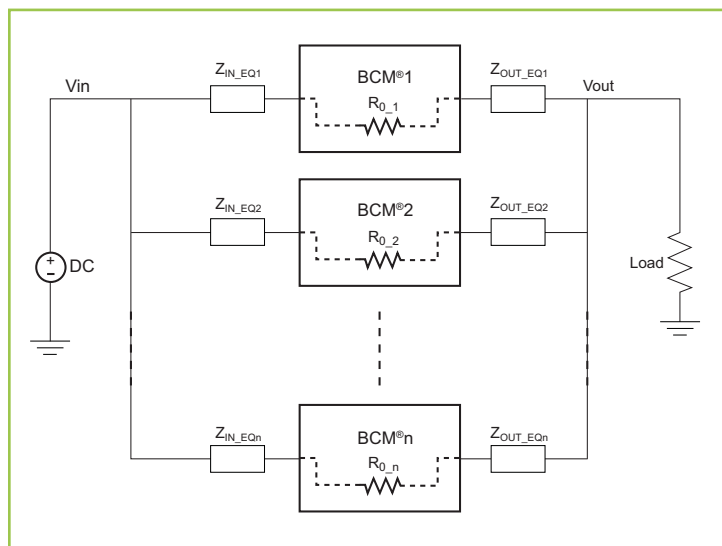 Z_IN_EQ1
BCM®1
Z_OUT_EQ1
Vin
Vout
R_0_1
Z_IN_EQ2
BCM®2
Z_OUT_EQ2
R_0_2
+
−
DC
Load
Z_IN_EQn
BCM®n
Z_OUT_EQn
R_0_n